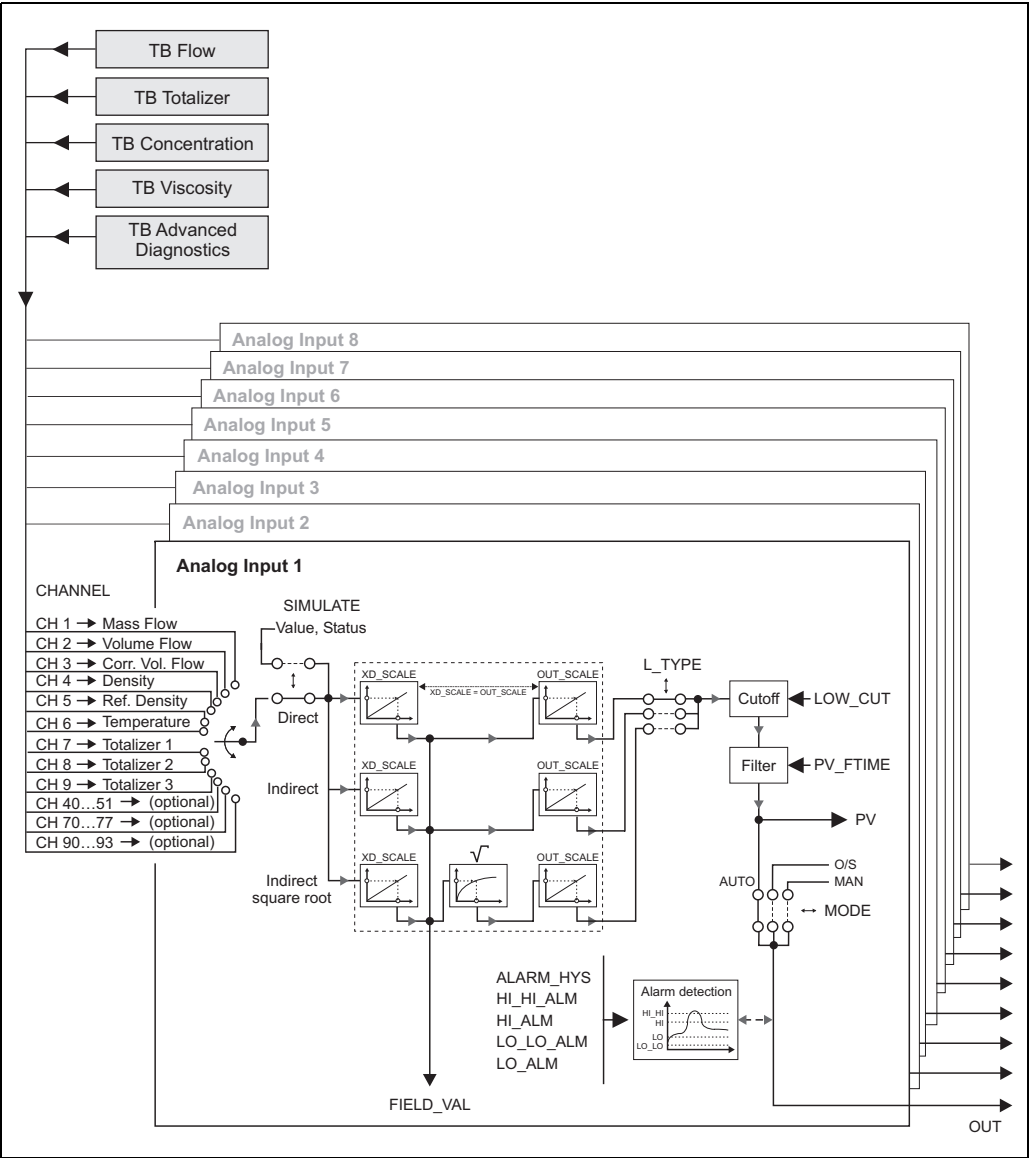 TB Flow
TB Totalizer
TB Concentration
TB Viscosity
TB Advanced
Diagnostics
Analog Input 8
Analog Input 7
Analog Input 6
Analog Input 5
Analog Input 4
Analog Input 3
Analog Input 2
Analog Input 1
CHANNEL
CH 1 → Mass Flow
CH 2 → Volume Flow
CH 3 → Corr. Vol. Flow
CH 4 → Density
CH 5 → Ref. Density
CH 6 → Temperature
CH 7 → Totalizer 1
CH 8 → Totalizer 2
CH 9 → Totalizer 3
CH 40...51 → (optional)
CH 70...77 → (optional)
CH 90...93 → (optional)
SIMULATE
Value, Status
Direct
Indirect
Indirect
square root
XD_SCALE
XD_SCALE = OUT_SCALE
OUT_SCALE
XD_SCALE
OUT_SCALE
XD_SCALE
√
OUT_SCALE
L_TYPE
Cutoff
LOW_CUT
Filter
PV_FTIME
PV
AUTO
O/S
MAN
↔ MODE
ALARM_HYS
HI_HI_ALM
HI_ALM
LO_LO_ALM
LO_ALM
Alarm detection
HI_HI
HI
LO
LO_LO
FIELD_VAL
OUT